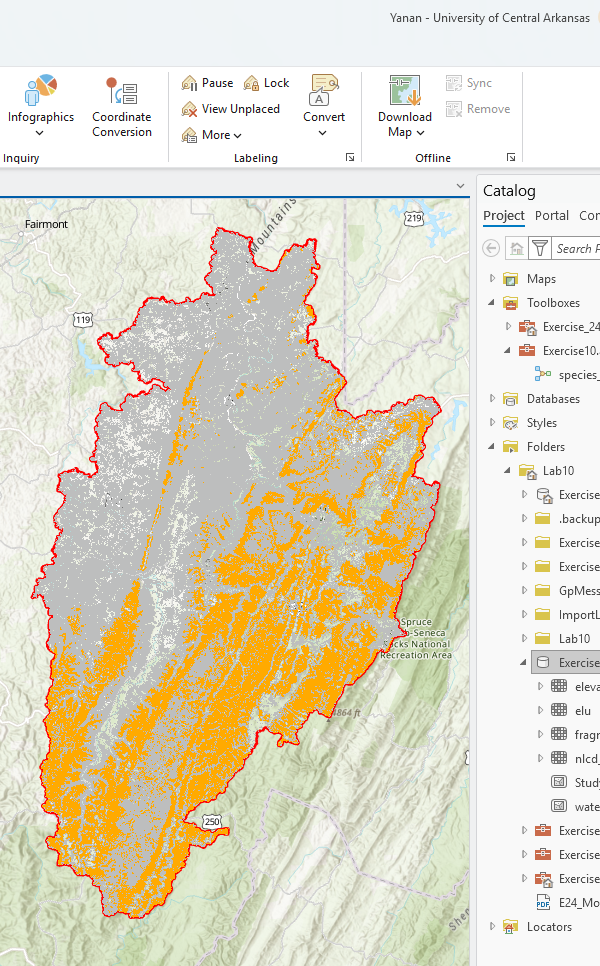 Yanan - University of Central Arkansas
Infographics
Coordinate
Conversion
Pause
Lock
View Unplaced
More
Convert
Download
Map
Sync
Remove
Inquiry
Labeling
Offline
Catalog
Project Portal Con
Search F
Maps
Toolboxes
Exercise_24
Exercise10.
species_
Databases
Styles
Folders
Lab10
Exercise
.backup
Exercise
Exercise
GpMess
ImportL
Lab10
Exercise
eleva
elu
fragr
nlcd_
Study
wate
Exercise
Exercise
Exercise
E24_Mo
Locators
Fairmont
Mountains
219
119
Spruce
-Seneca
Rocks National
Recreation Area
4864 ft
250
Shen
PDF
A